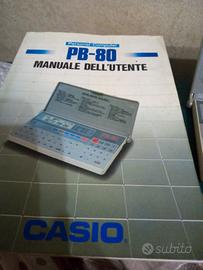 Personal Computer
PB-80
MANUALE DELL'UTENTE
CASIO
subito